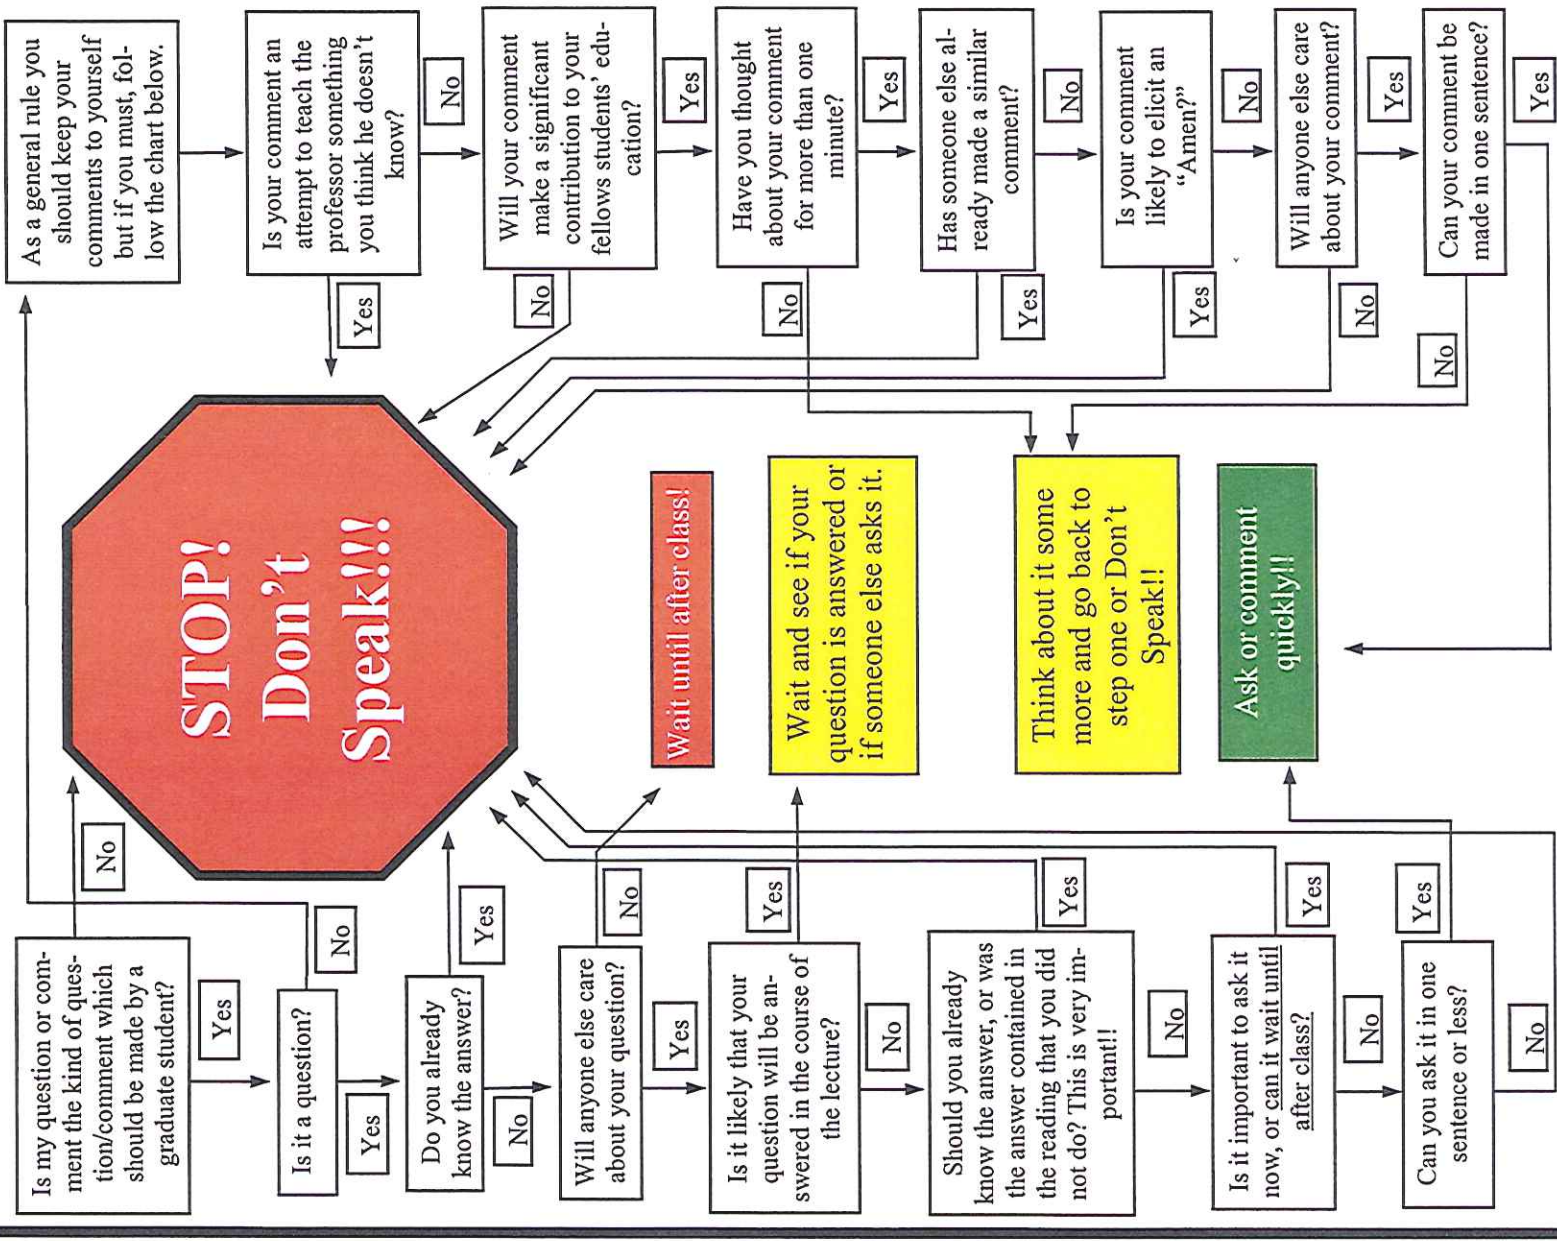 Is my question or com-
ment the kind of ques-
tion/comment which
should be made by a
graduate student?
No
Yes
Is it a question?
No
Yes
Do you already
know the answer?
Yes
No
Will anyone else care
about your question?
No
Yes
Is it likely that your
question will be an-
swered in the course of
the lecture?
Yes
No
Should you already
know the answer, or was
the answer contained in
the reading that you did
not do? This is very im-
portant!!
Yes
No
Is it important to ask it
now, or can it wait until
after class?
Yes
No
Can you ask it in one
sentence or less?
Yes
No
STOP!
Don't
Speak!!!
Wait until after class!
Wait and see if your
question is answered or
if someone else asks it.
Think about it some
more and go back to
step one or Don't
Speak!!
Ask or comment
quickly!!
As a general rule you
should keep your
comments to yourself
but if you must, fol-
low the chart below.
Is your comment an
attempt to teach the
professor something
you think he doesn't
know?
Yes
No
Will your comment
make a significant
contribution to your
fellows students' edu-
cation?
No
Yes
Have you thought
about your comment
for more than one
minute?
No
Yes
Has someone else al-
ready made a similar
comment?
Yes
No
Is your comment
likely to elicit an
“Amen?”
Yes
No
Will anyone else care
about your comment?
No
Yes
Can your comment be
made in one sentence?
No
Yes